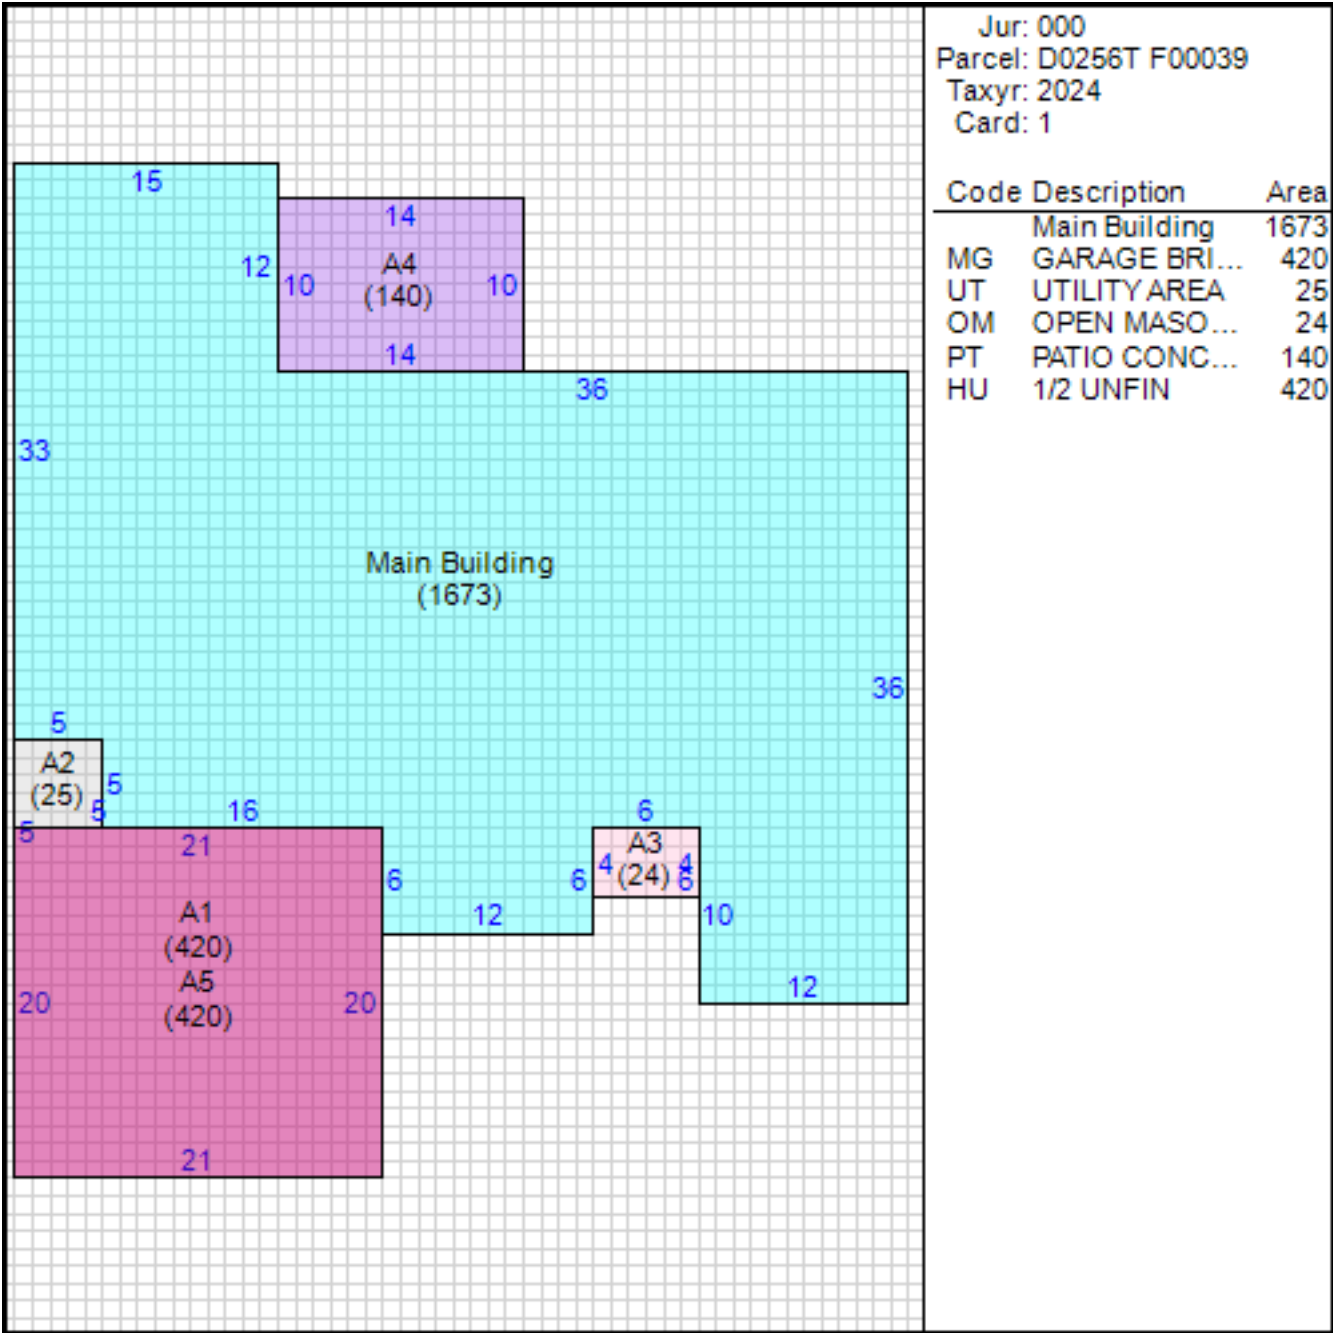 Jur: 000
Parcel: D0256T F00039
Taxyr: 2024
Card: 1
Code Description Area
Main Building 1673
MG GARAGE BRI... 420
UT UTILITY AREA 25
OM OPEN MASO... 24
PT PATIO CONC... 140
HU 1/2 UNFIN 420
15
14
12
10
A4
(140)
10
14
36
33
Main Building
(1673)
36
5
A2
(25)
5
5
5
16
6
21
A3
(24)
4
4
6
6
6
12
10
A1
(420)
A5
(420)
20
20
12
21